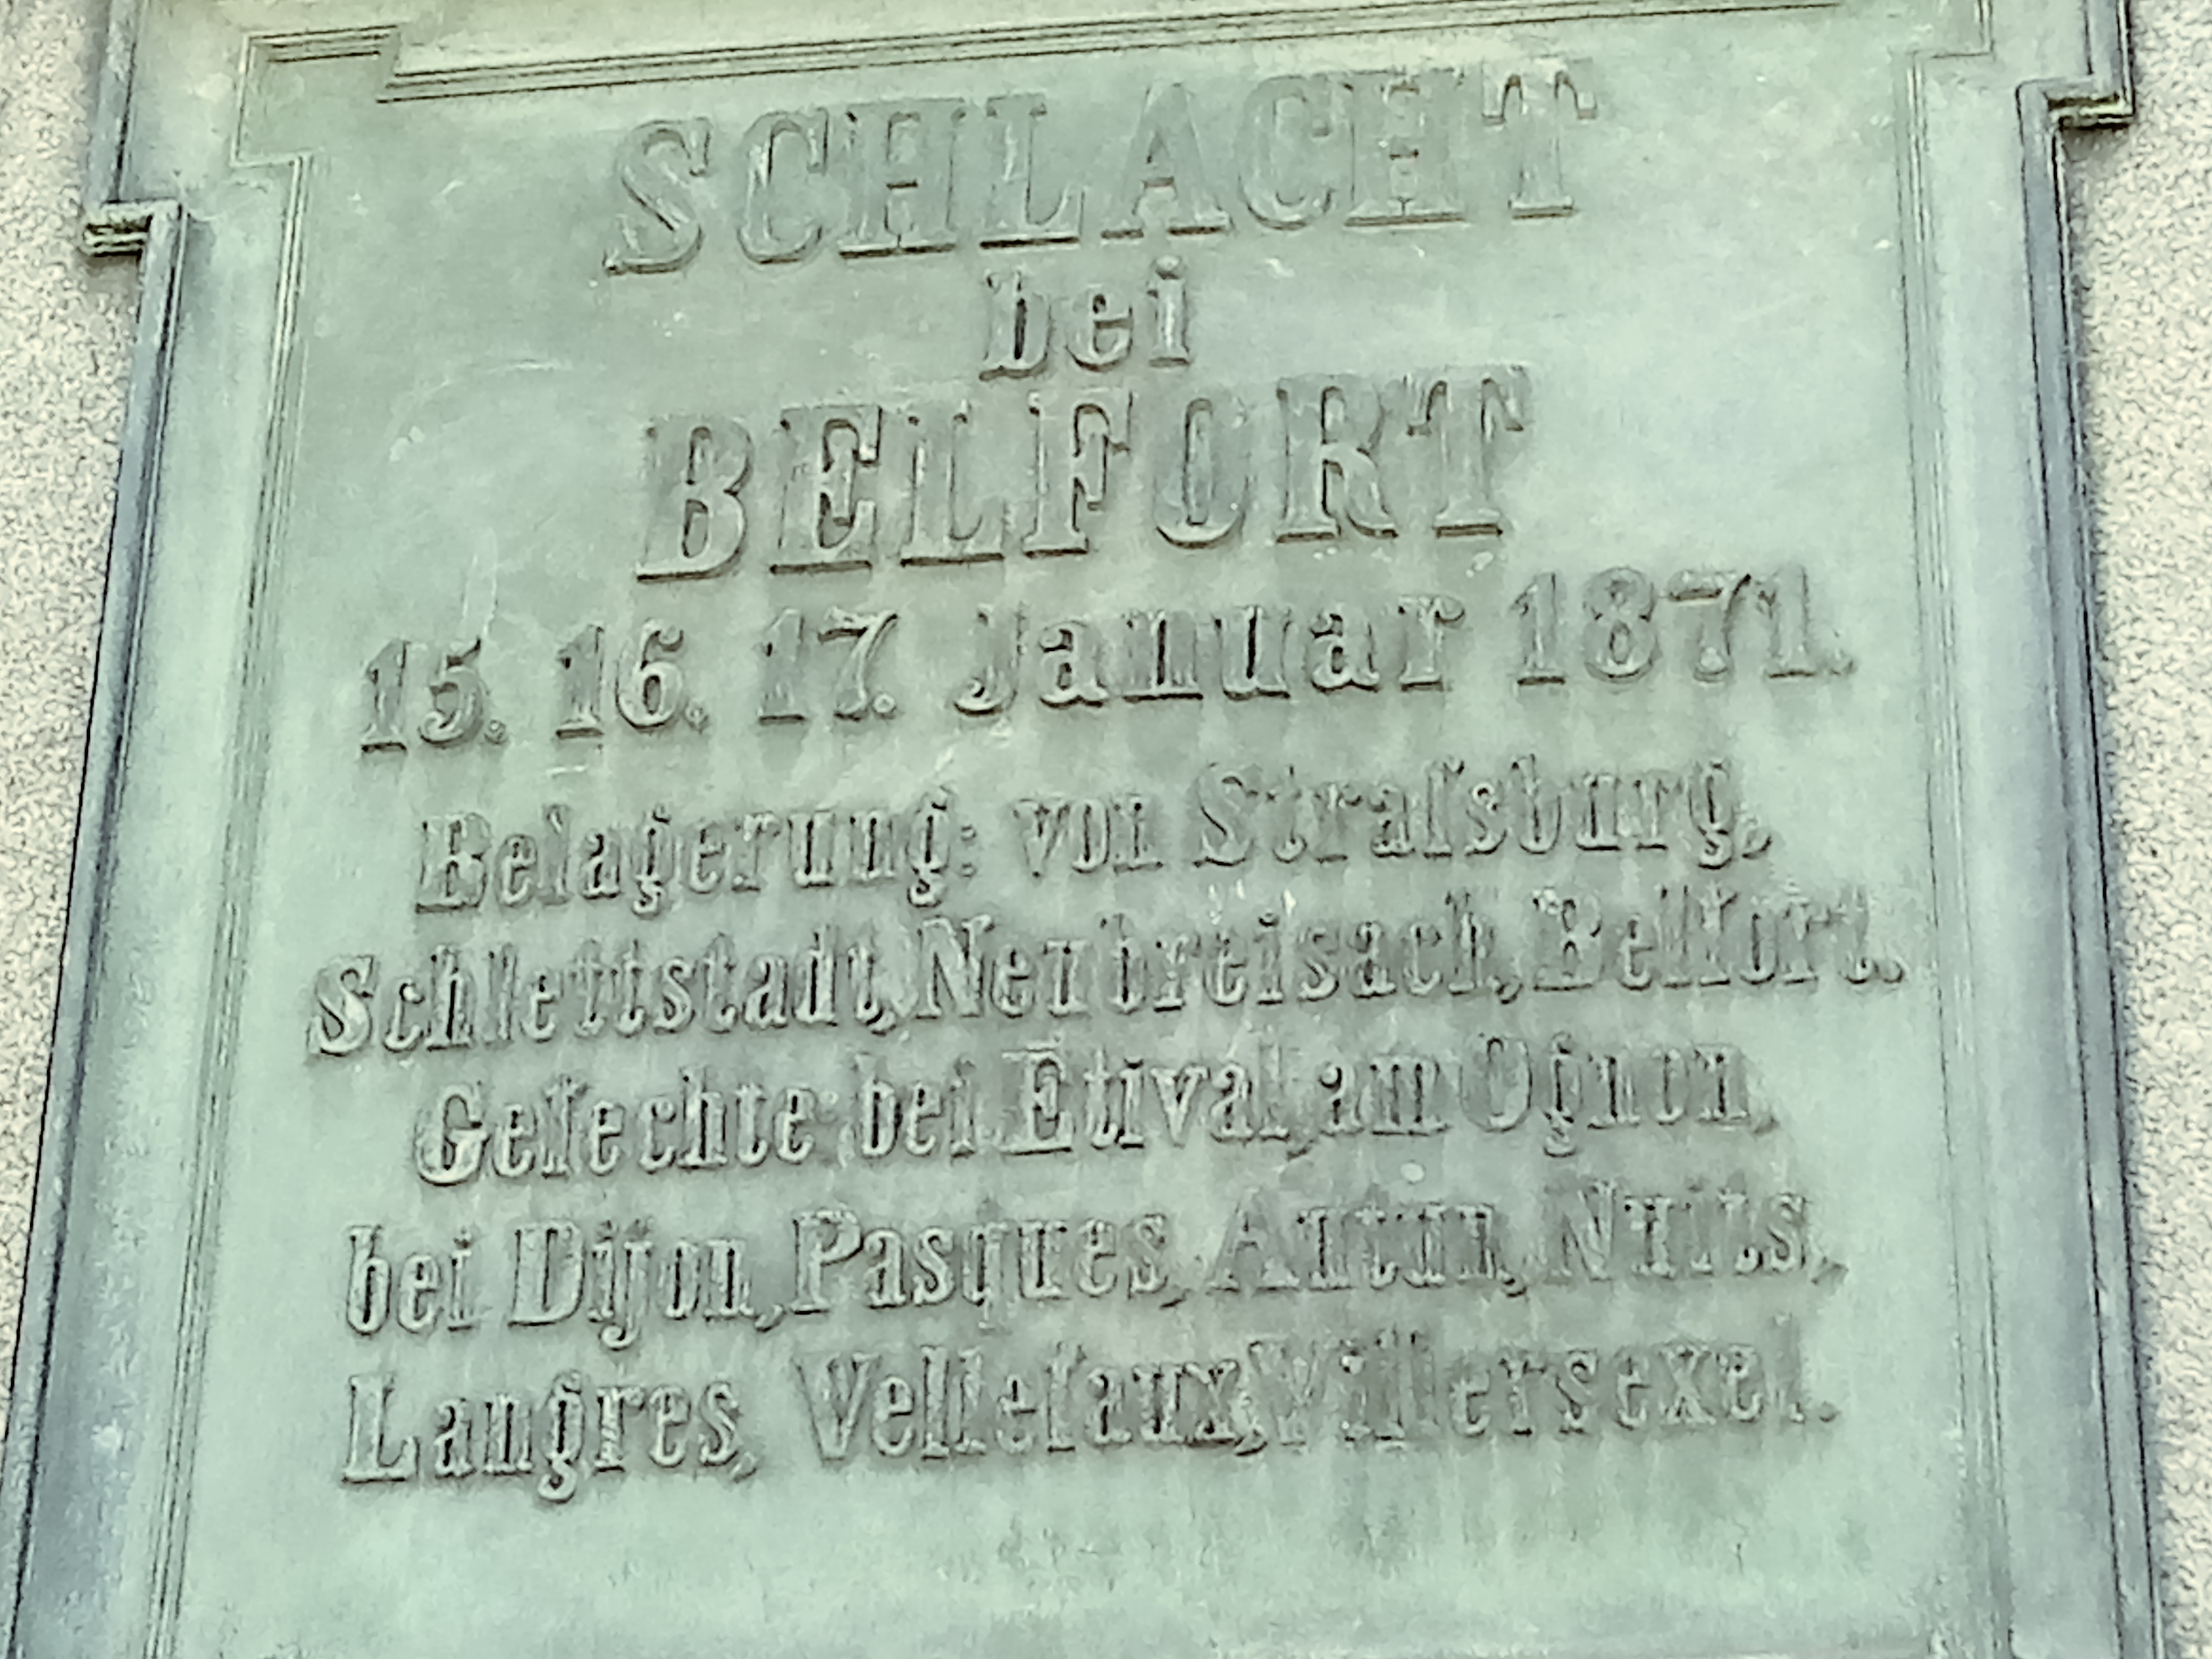 SCHLACHT
bei
BELFORT
15. 16. 17. Januar 1871.
Belagerung: von Straſsburg,
Schlettstadt, Neubreisach, Belfort.
Gefechte: bei Etival, am Ognon,
bei Dijon, Pasques, Autun, Nuits,
Langres, Vellefaux, Villersexel.